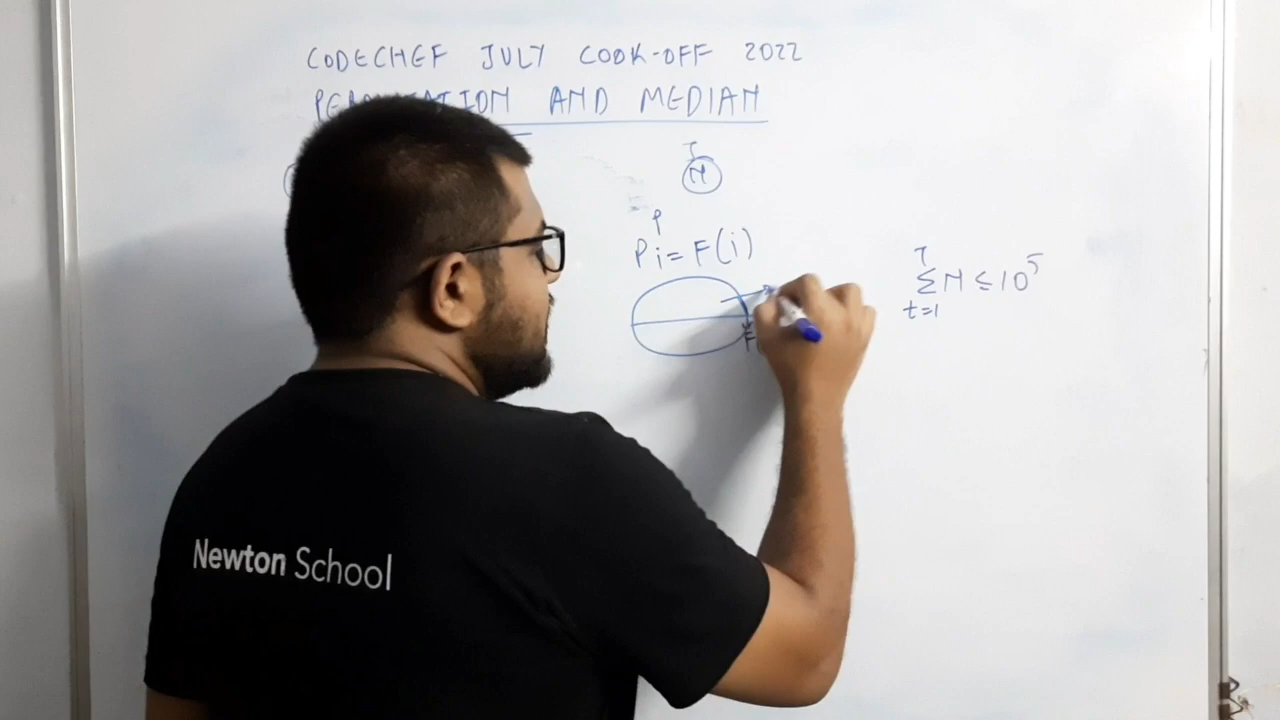 CODECHEF JULY COOK-OFF 2022
AND MEDIAN
T
N
P
Pi = F(i)
T
Σ N ≤ 10^5
t=1
Newton School